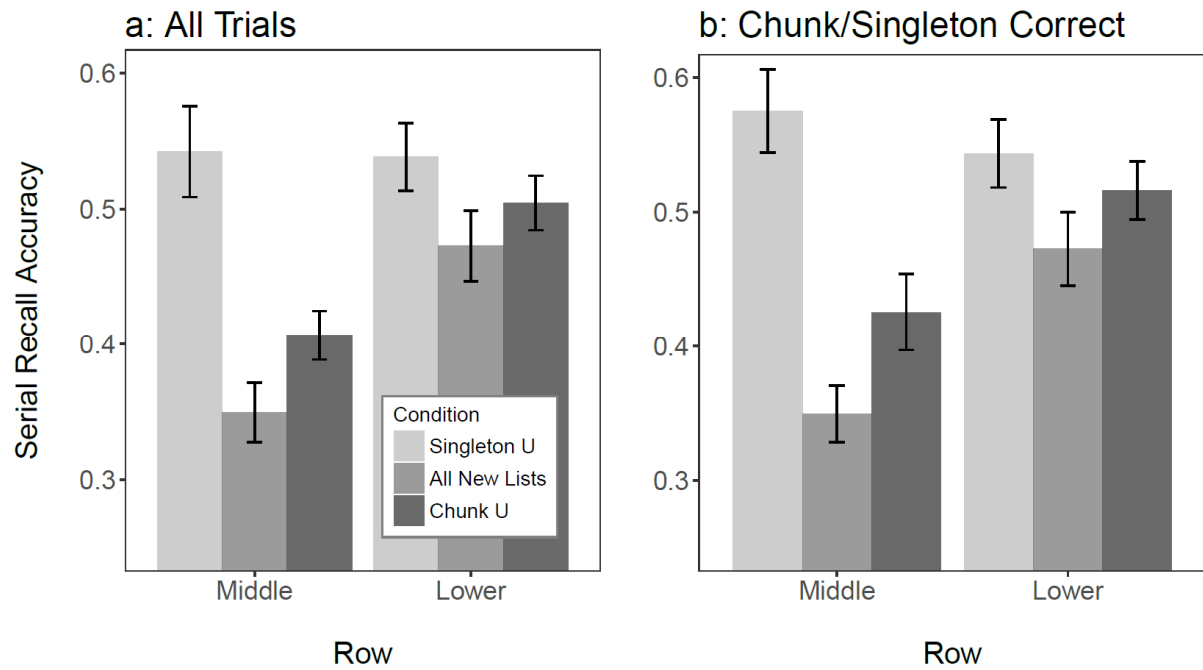 a: All Trials
Serial Recall Accuracy
0.6
0.5
0.4
0.3
Condition
Singleton U
All New Lists
Chunk U
Middle Lower
Row
b: Chunk/Singleton Correct
0.6
0.5
0.4
0.3
Middle Lower
Row